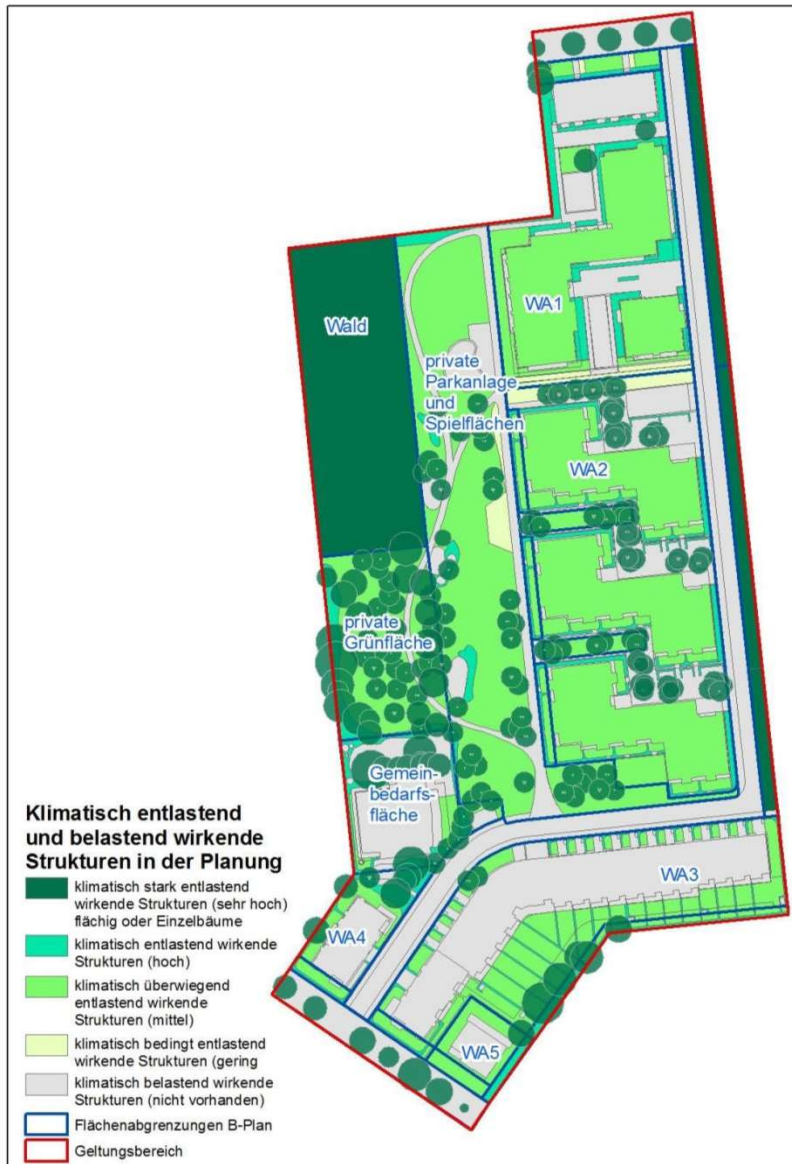 Wald
WA1
private
Parkanlage
und
Spielflächen
WA2
private
Grünfläche
Gemein-
bedarfs-
fläche
WA3
WA4
WA5
Klimatisch entlastend
und belastend wirkende
Strukturen in der Planung
klimatisch stark entlastend
wirkende Strukturen (sehr hoch)
flächig oder Einzelbäume
klimatisch entlastend wirkende
Strukturen (hoch)
klimatisch überwiegend
entlastend wirkende
Strukturen (mittel)
klimatisch bedingt entlastend
wirkende Strukturen (gering
klimatisch belastend wirkende
Strukturen (nicht vorhanden)
Flächenabgrenzungen B-Plan
Geltungsbereich